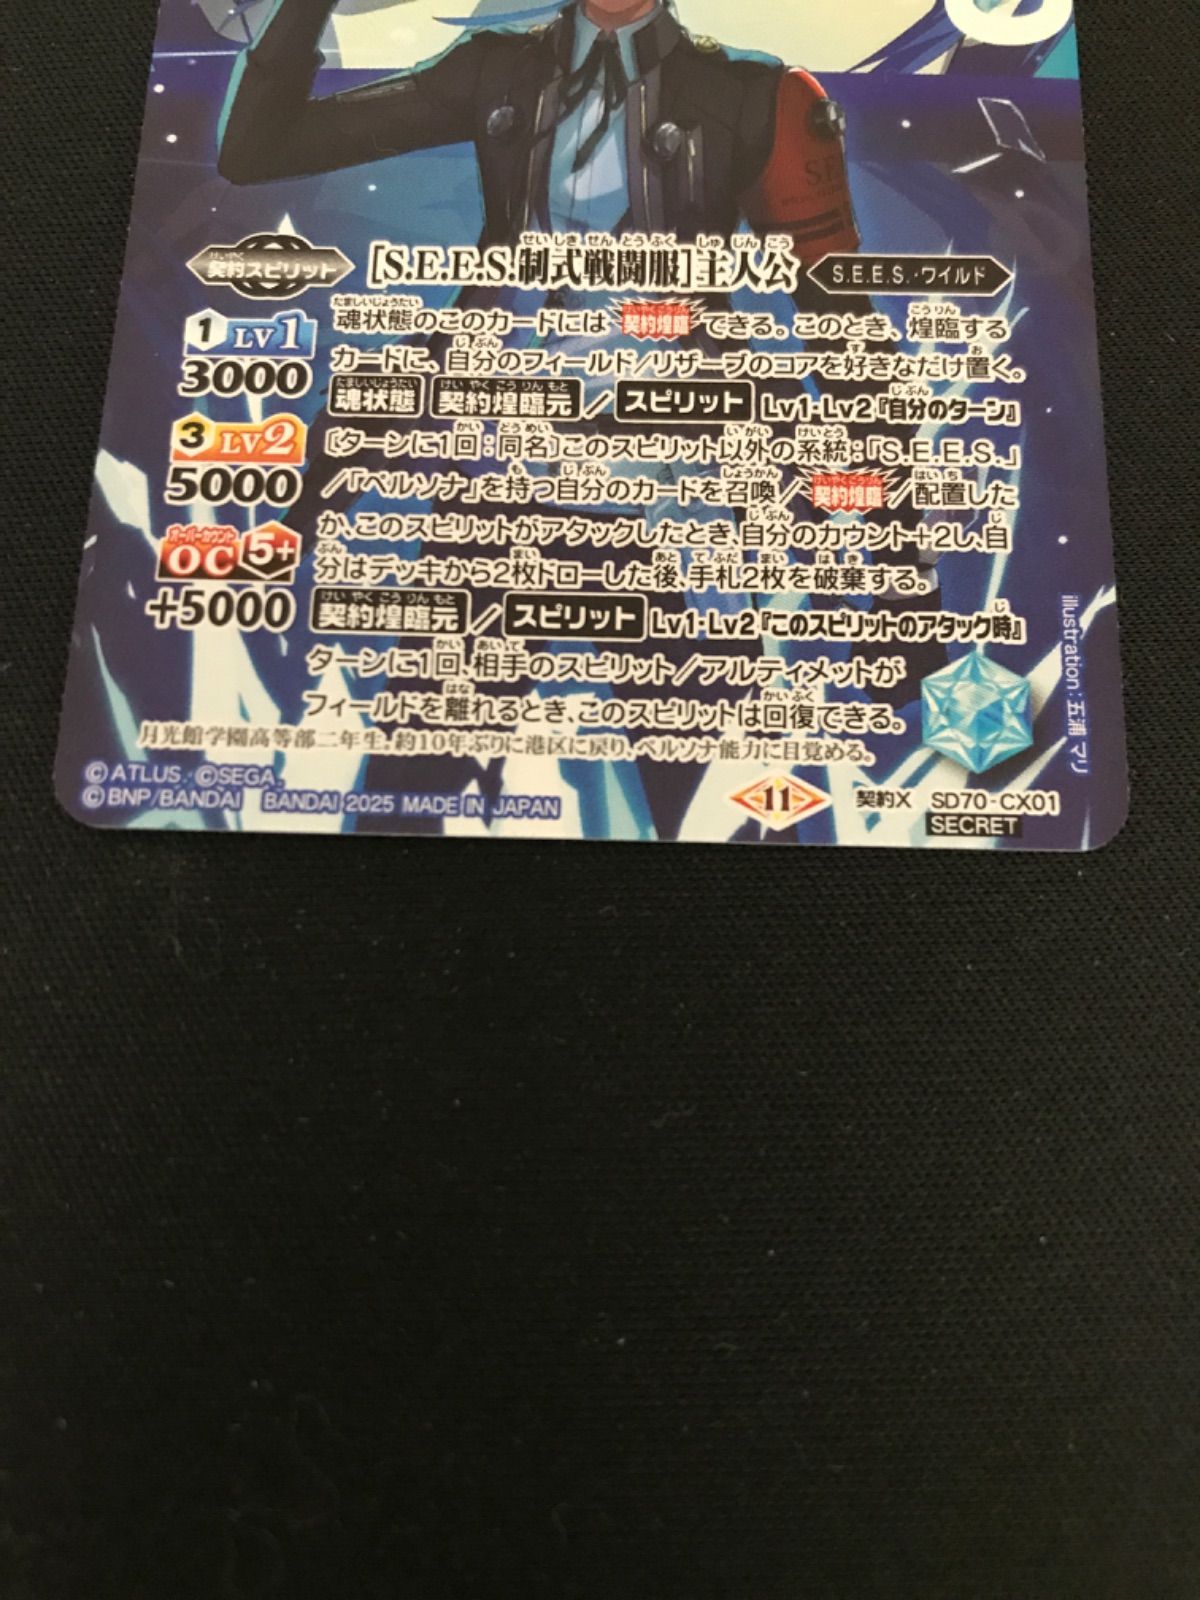 S.E.
契約スピリット
[S.E.E.S.制式戦闘服]主人公
S.E.E.S.・ワイルド
1 LV1
3000
3 LV2
5000
オーバーカウント
OC 5+
+5000
魂状態のこのカードには契約煌臨できる。このとき、煌臨する
カードに、自分のフィールド/リザーブのコアを好きなだけ置く。
魂状態 契約煌臨元/スピリット Lv1・Lv2『自分のターン』
〔ターンに1回:同名〕このスピリット以外の系統:「S.E.E.S.」
/「ペルソナ」を持つ自分のカードを召喚/契約煌臨/配置した
か、このスピリットがアタックしたとき、自分のカウント+2し、自
分はデッキから2枚ドローした後、手札2枚を破棄する。
契約煌臨元/スピリット Lv1・Lv2『このスピリットのアタック時』
ターンに1回、相手のスピリット/アルティメットが
フィールドを離れるとき、このスピリットは回復できる。
月光館学園高等部二年生。約10年ぶりに港区に戻り、ペルソナ能力に目覚める。
illustration:五浦 マリ
©ATLUS. ©SEGA.
©BNP/BANDAI BANDAI 2025 MADE IN JAPAN
11
契約X SD70-CX01
SECRET